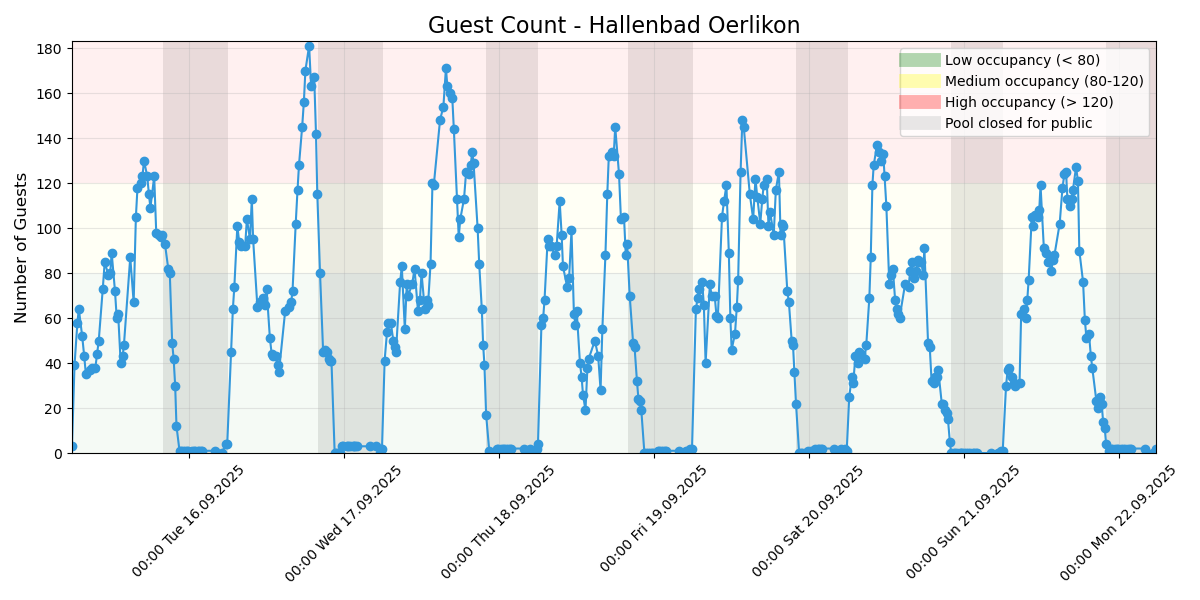 Guest Count - Hallenbad Oerlikon
Number of Guests
180
160
140
120
100
80
60
40
20
0
Low occupancy (< 80)
Medium occupancy (80-120)
High occupancy (> 120)
Pool closed for public
00:00 Tue 16.09.2025
00:00 Wed 17.09.2025
00:00 Thu 18.09.2025
00:00 Fri 19.09.2025
00:00 Sat 20.09.2025
00:00 Sun 21.09.2025
00:00 Mon 22.09.2025